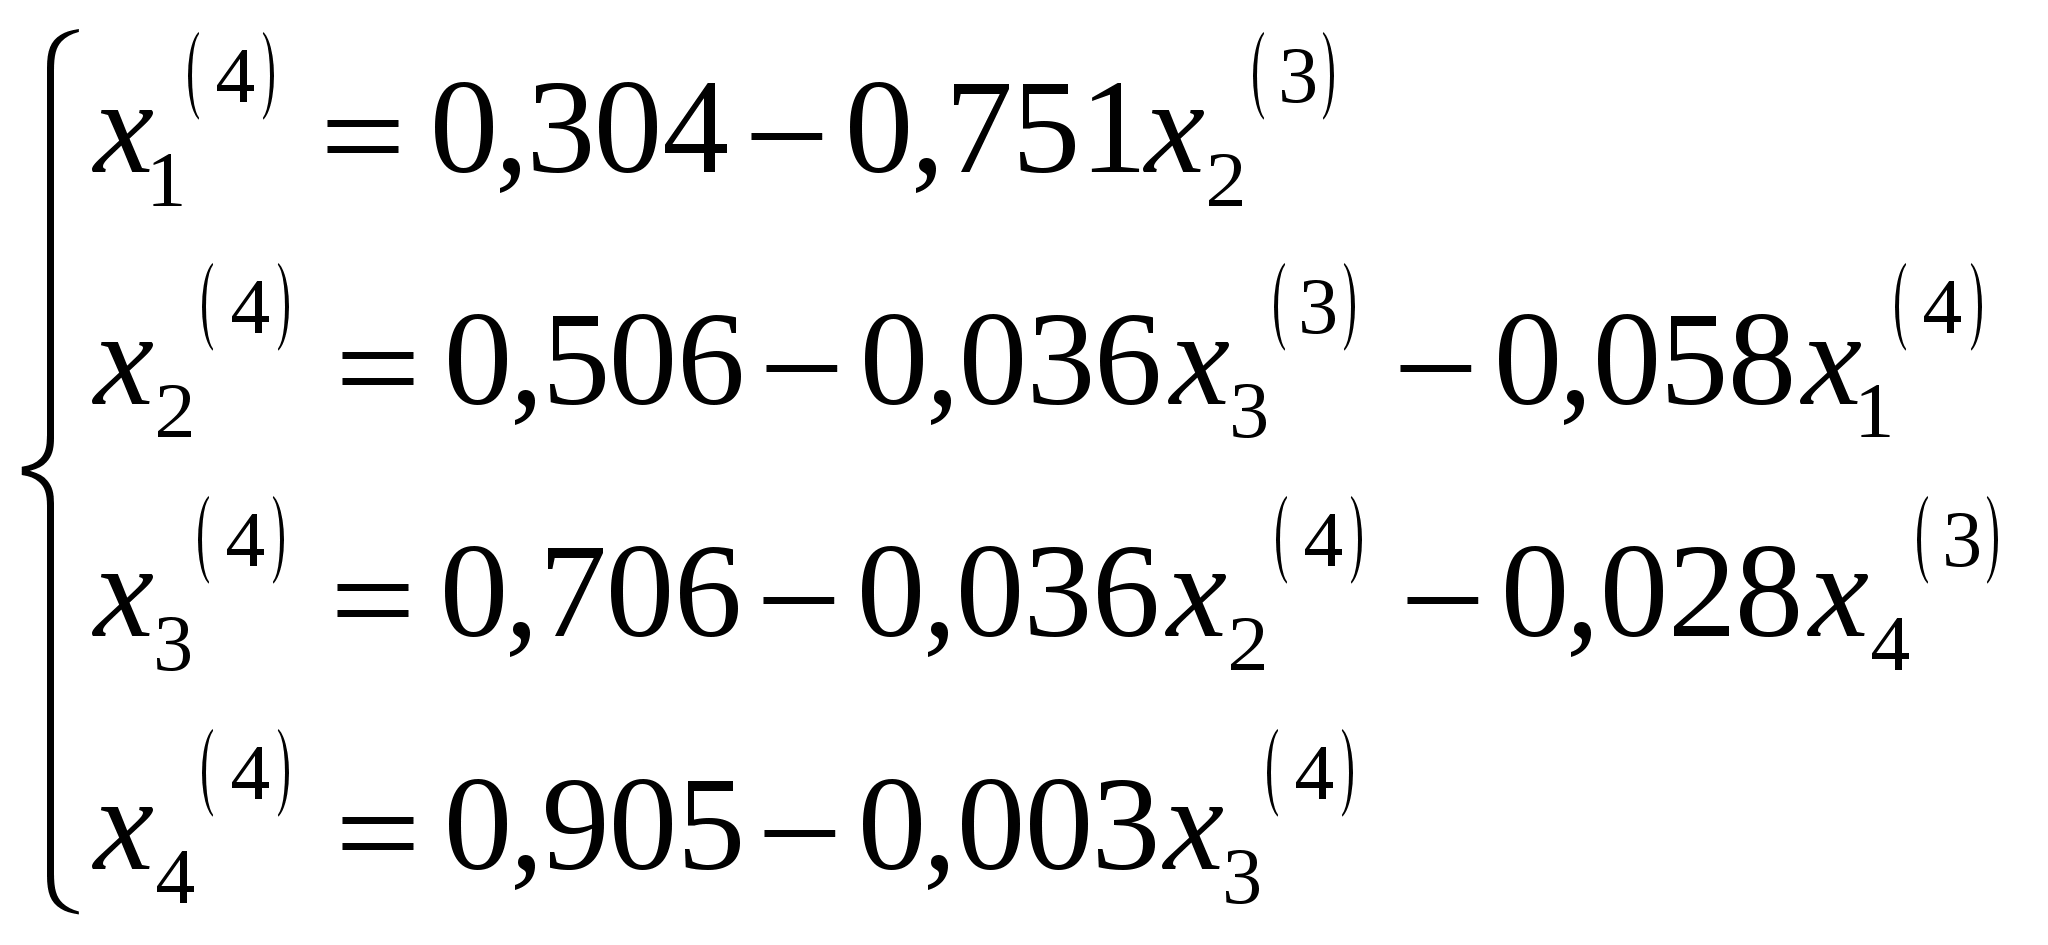 x₁⁽⁴⁾ = 0,304 − 0,751x₂⁽³⁾
x₂⁽⁴⁾ = 0,506 − 0,036x₃⁽³⁾ − 0,058x₁⁽⁴⁾
x₃⁽⁴⁾ = 0,706 − 0,036x₂⁽⁴⁾ − 0,028x₄⁽³⁾
x₄⁽⁴⁾ = 0,905 − 0,003x₃⁽⁴⁾